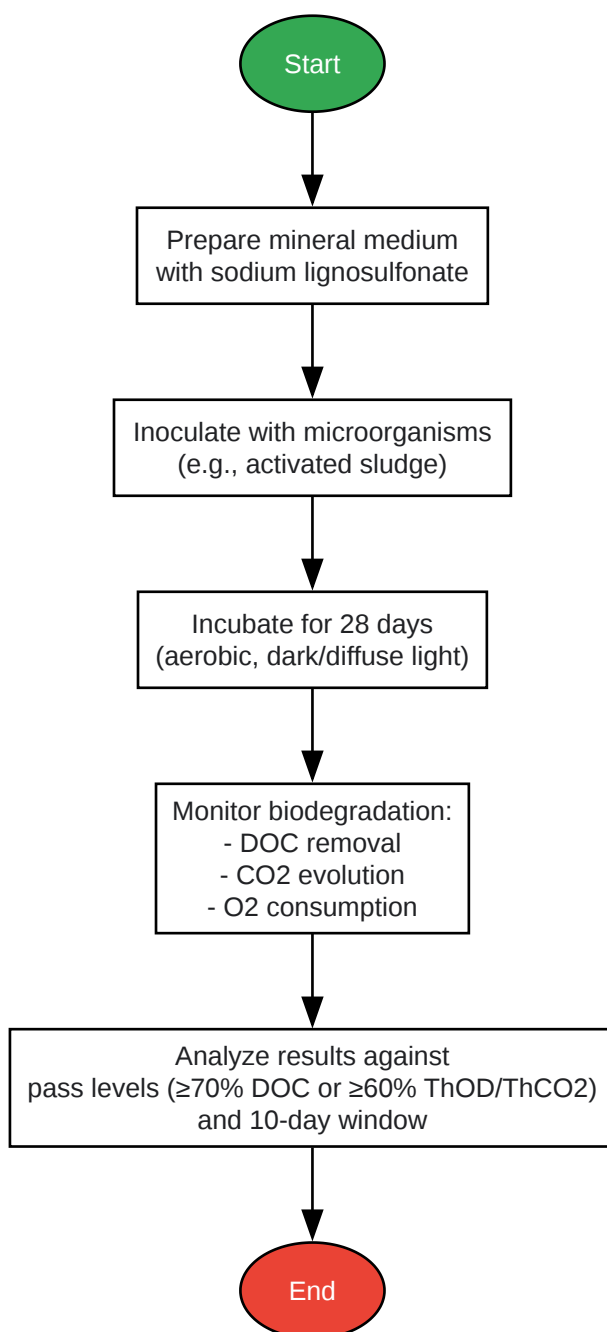 Start
Prepare mineral medium
with sodium lignosulfonate
Inoculate with microorganisms
(e.g., activated sludge)
Incubate for 28 days
(aerobic, dark/diffuse light)
Monitor biodegradation:
- DOC removal
- CO2 evolution
- O2 consumption
Analyze results against
pass levels (≥70% DOC or ≥60% ThOD/ThCO2)
and 10-day window
End